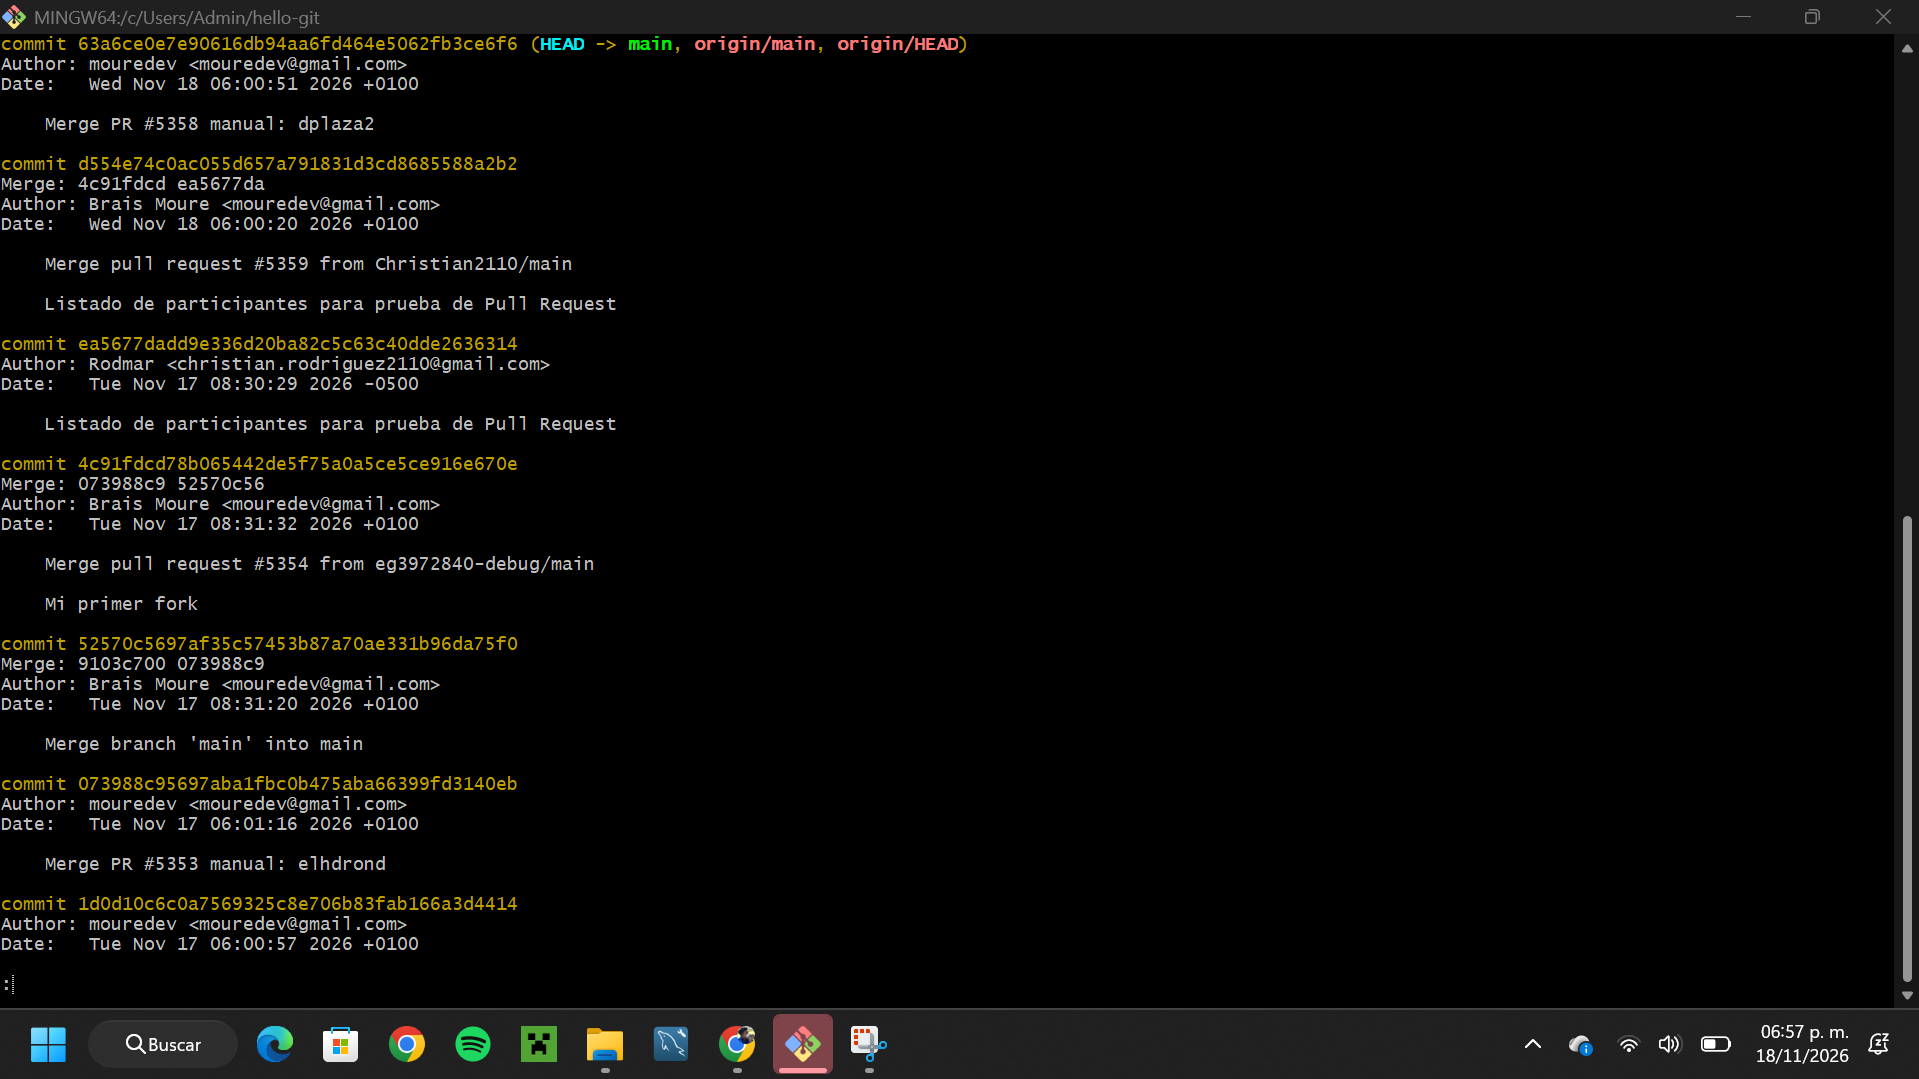 MINGW64:/c/Users/Admin/hello-git
commit 63a6ce0e7e90616db94aa6fd464e5062fb3ce6f6 (HEAD -> main, origin/main, origin/HEAD)
Author: mouredev <mouredev@gmail.com>
Date:   Wed Nov 18 06:00:51 2026 +0100
Merge PR #5358 manual: dplaza2
commit d554e74c0ac055d657a791831d3cd8685588a2b2
Merge: 4c91fdcd ea5677da
Author: Brais Moure <mouredev@gmail.com>
Date:   Wed Nov 18 06:00:20 2026 +0100
Merge pull request #5359 from Christian2110/main
Listado de participantes para prueba de Pull Request
commit ea5677dadd9e336d20ba82c5c63c40dde2636314
Author: Rodmar <christian.rodriguez2110@gmail.com>
Date:   Tue Nov 17 08:30:29 2026 -0500
Listado de participantes para prueba de Pull Request
commit 4c91fdcd78b065442de5f75a0a5ce5ce916e670e
Merge: 073988c9 52570c56
Author: Brais Moure <mouredev@gmail.com>
Date:   Tue Nov 17 08:31:32 2026 +0100
Merge pull request #5354 from eg3972840-debug/main
Mi primer fork
commit 52570c5697af35c57453b87a70ae331b96da75f0
Merge: 9103c700 073988c9
Author: Brais Moure <mouredev@gmail.com>
Date:   Tue Nov 17 08:31:20 2026 +0100
Merge branch 'main' into main
commit 073988c95697aba1fbc0b475aba66399fd3140eb
Author: mouredev <mouredev@gmail.com>
Date:   Tue Nov 17 06:01:16 2026 +0100
Merge PR #5353 manual: elhdrond
commit 1d0d10c6c0a7569325c8e706b83fab166a3d4414
Author: mouredev <mouredev@gmail.com>
Date:   Tue Nov 17 06:00:57 2026 +0100
:
Buscar
06:57 p. m.
18/11/2026